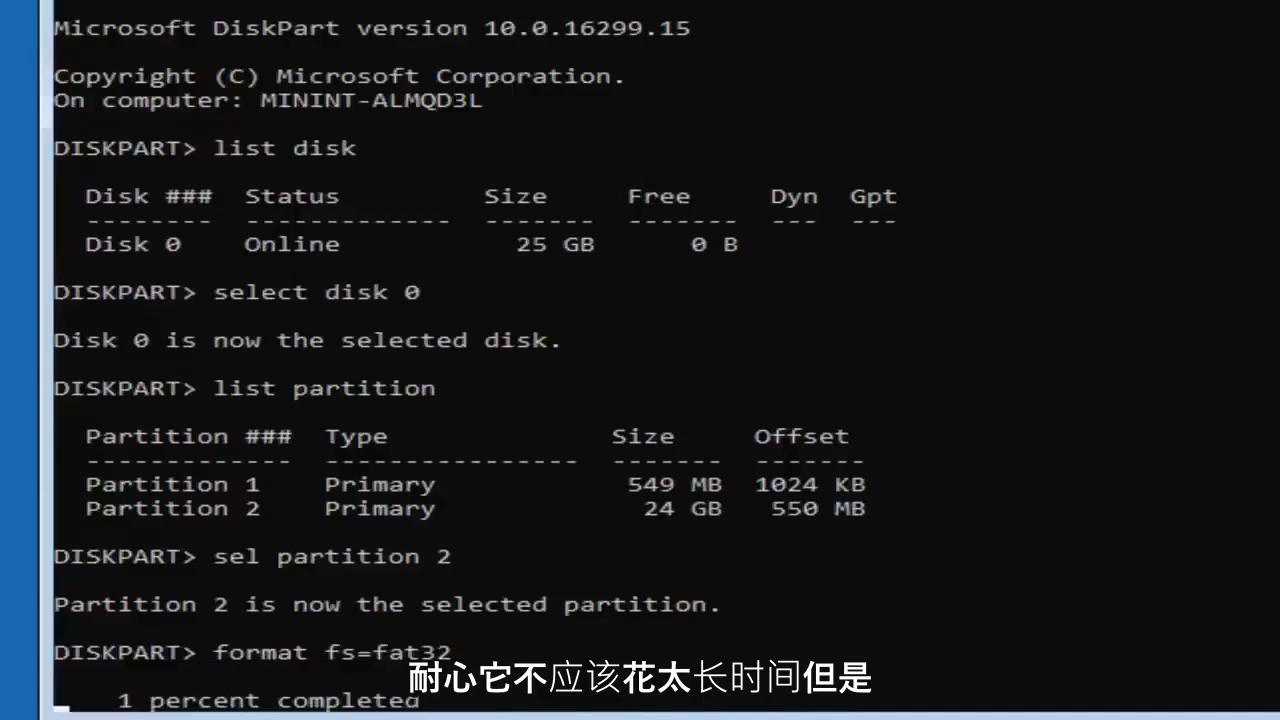 Microsoft DiskPart version 10.0.16299.15
Copyright (C) Microsoft Corporation.
On computer: MININT-ALMQD3L
DISKPART> list disk
Disk ###  Status         Size     Free     Dyn  Gpt
--------  -------------  -------  -------  ---  ---
Disk 0    Online           25 GB      0 B
DISKPART> select disk 0
Disk 0 is now the selected disk.
DISKPART> list partition
Partition ###  Type              Size     Offset
-------------  ----------------  -------  -------
Partition 1    Primary            549 MB  1024 KB
Partition 2    Primary             24 GB   550 MB
DISKPART> sel partition 2
Partition 2 is now the selected partition.
DISKPART> format fs=fat32
耐心它不应该花太长时间但是
1 percent completed